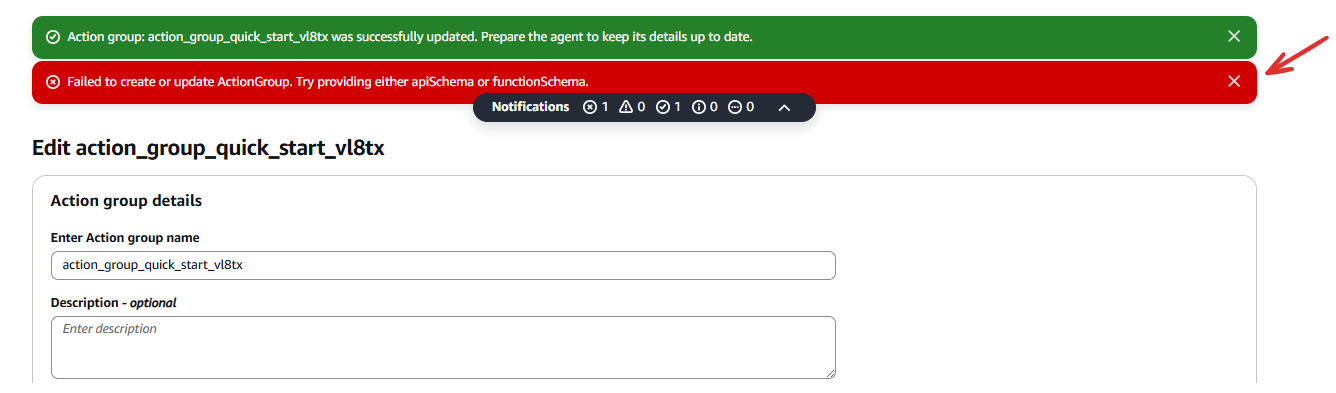 Action group: action_group_quick_start_vl8tx was successfully updated. Prepare the agent to keep its details up to date.
Failed to create or update ActionGroup. Try providing either apiSchema or functionSchema.
Notifications 1 0 1 0 0
Edit action_group_quick_start_vl8tx
Action group details
Enter Action group name
action_group_quick_start_vl8tx
Description - optional
Enter description